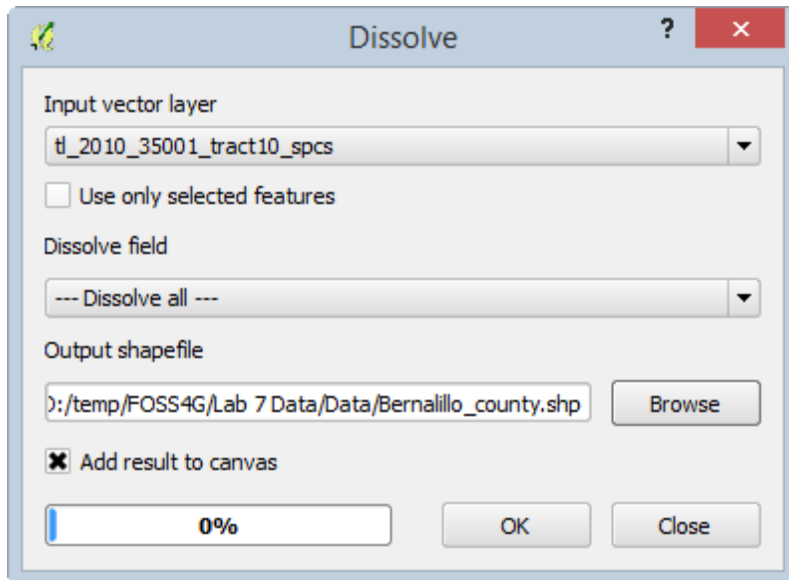 Dissolve ?
Input vector layer
tl_2010_35001_tract10_spcs
Use only selected features
Dissolve field
--- Dissolve all ---
Output shapefile
):/temp/FOSS4G/Lab 7 Data/Data/Bernalillo_county.shp Browse
Add result to canvas
0% OK Close